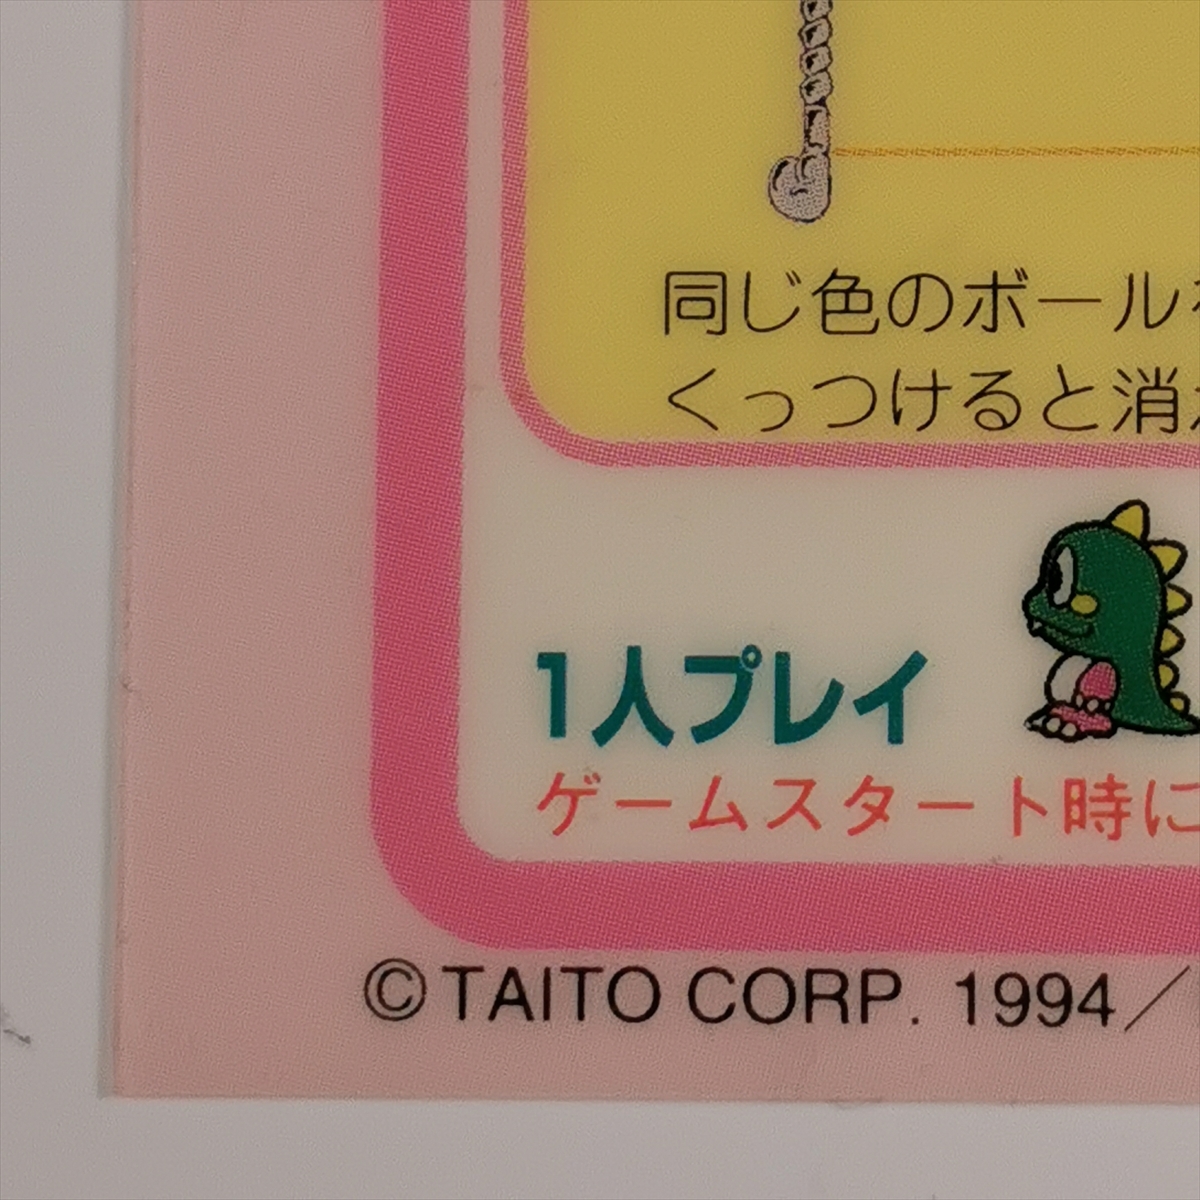 同じ色のボール
くっつけると消
1人プレイ
ゲームスタート時に
©TAITO CORP. 1994／